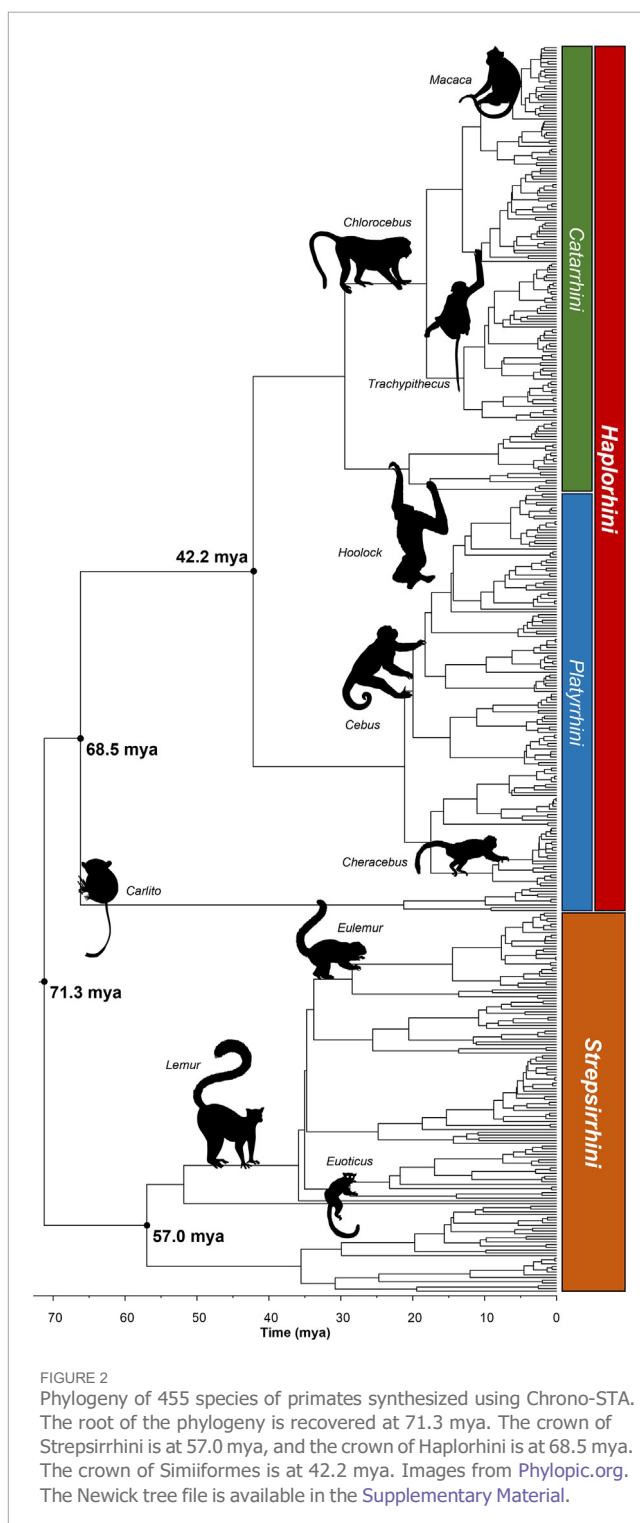 Macaca
Chlorocebus
Trachypithecus
Catarrhini
Haplorhini
Hoolock
42.2 mya
Platyrrhini
Cebus
68.5 mya
Cheracebus
Carlito
Eulemur
71.3 mya
Lemur
Strepsirrhini
Euoticus
57.0 mya
70 60 50 40 30 20 10 0
Time (mya)
FIGURE 2
Phylogeny of 455 species of primates synthesized using Chrono-STA.
The root of the phylogeny is recovered at 71.3 mya. The crown of
Strepsirrhini is at 57.0 mya, and the crown of Haplorhini is at 68.5 mya.
The crown of Simiiformes is at 42.2 mya. Images from Phylopic.org.
The Newick tree file is available in the Supplementary Material.